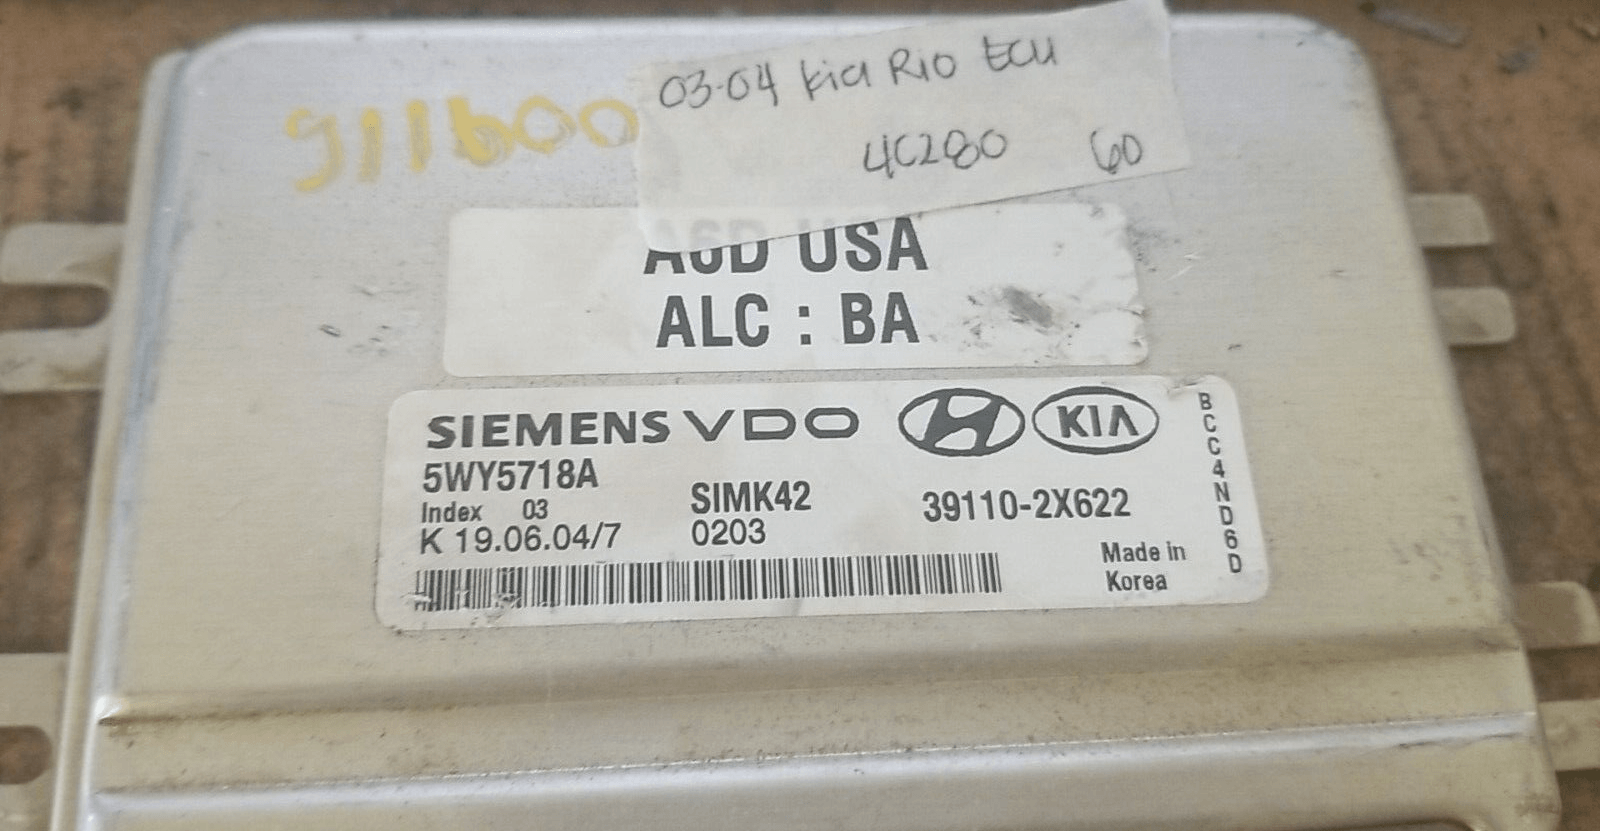 03-04 Kia Rio ECU
4C280 60
911600
A6D USA
ALC : BA
SIEMENS VDO
KIA
5WY5718A
Index 03
K 19.06.04/7
SIMK42
0203
39110-2X622
Made in
Korea
BCC4ND6D